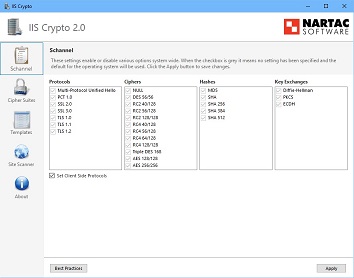 IIS Crypto
IIS Crypto 2.0
NARTAC
SOFTWARE
Schannel
Cipher Suites
Templates
Site Scanner
About
Schannel
These settings enable or disable various options system wide. When the checkbox is grey it means no setting has been specified and the
default for the operating system will be used. Click the Apply button to save changes.
Protocols
Multi-Protocol Unified Hello
PCT 1.0
SSL 2.0
SSL 3.0
TLS 1.0
TLS 1.1
TLS 1.2
Ciphers
NULL
DES 56/56
RC2 40/128
RC2 56/128
RC2 128/128
RC4 40/128
RC4 56/128
RC4 64/128
RC4 128/128
Triple DES 168
AES 128/128
AES 256/256
Hashes
MD5
SHA
SHA 256
SHA 384
SHA 512
Key Exchanges
Diffie-Hellman
PKCS
ECDH
Set Client Side Protocols
Best Practices
Apply